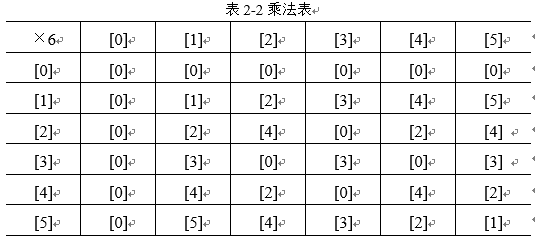 表 2-2 乘法表
×6 [0] [1] [2] [3] [4] [5]
[0] [0] [0] [0] [0] [0] [0]
[1] [0] [1] [2] [3] [4] [5]
[2] [0] [2] [4] [0] [2] [4]
[3] [0] [3] [0] [3] [0] [3]
[4] [0] [4] [2] [0] [4] [2]
[5] [0] [5] [4] [3] [2] [1]